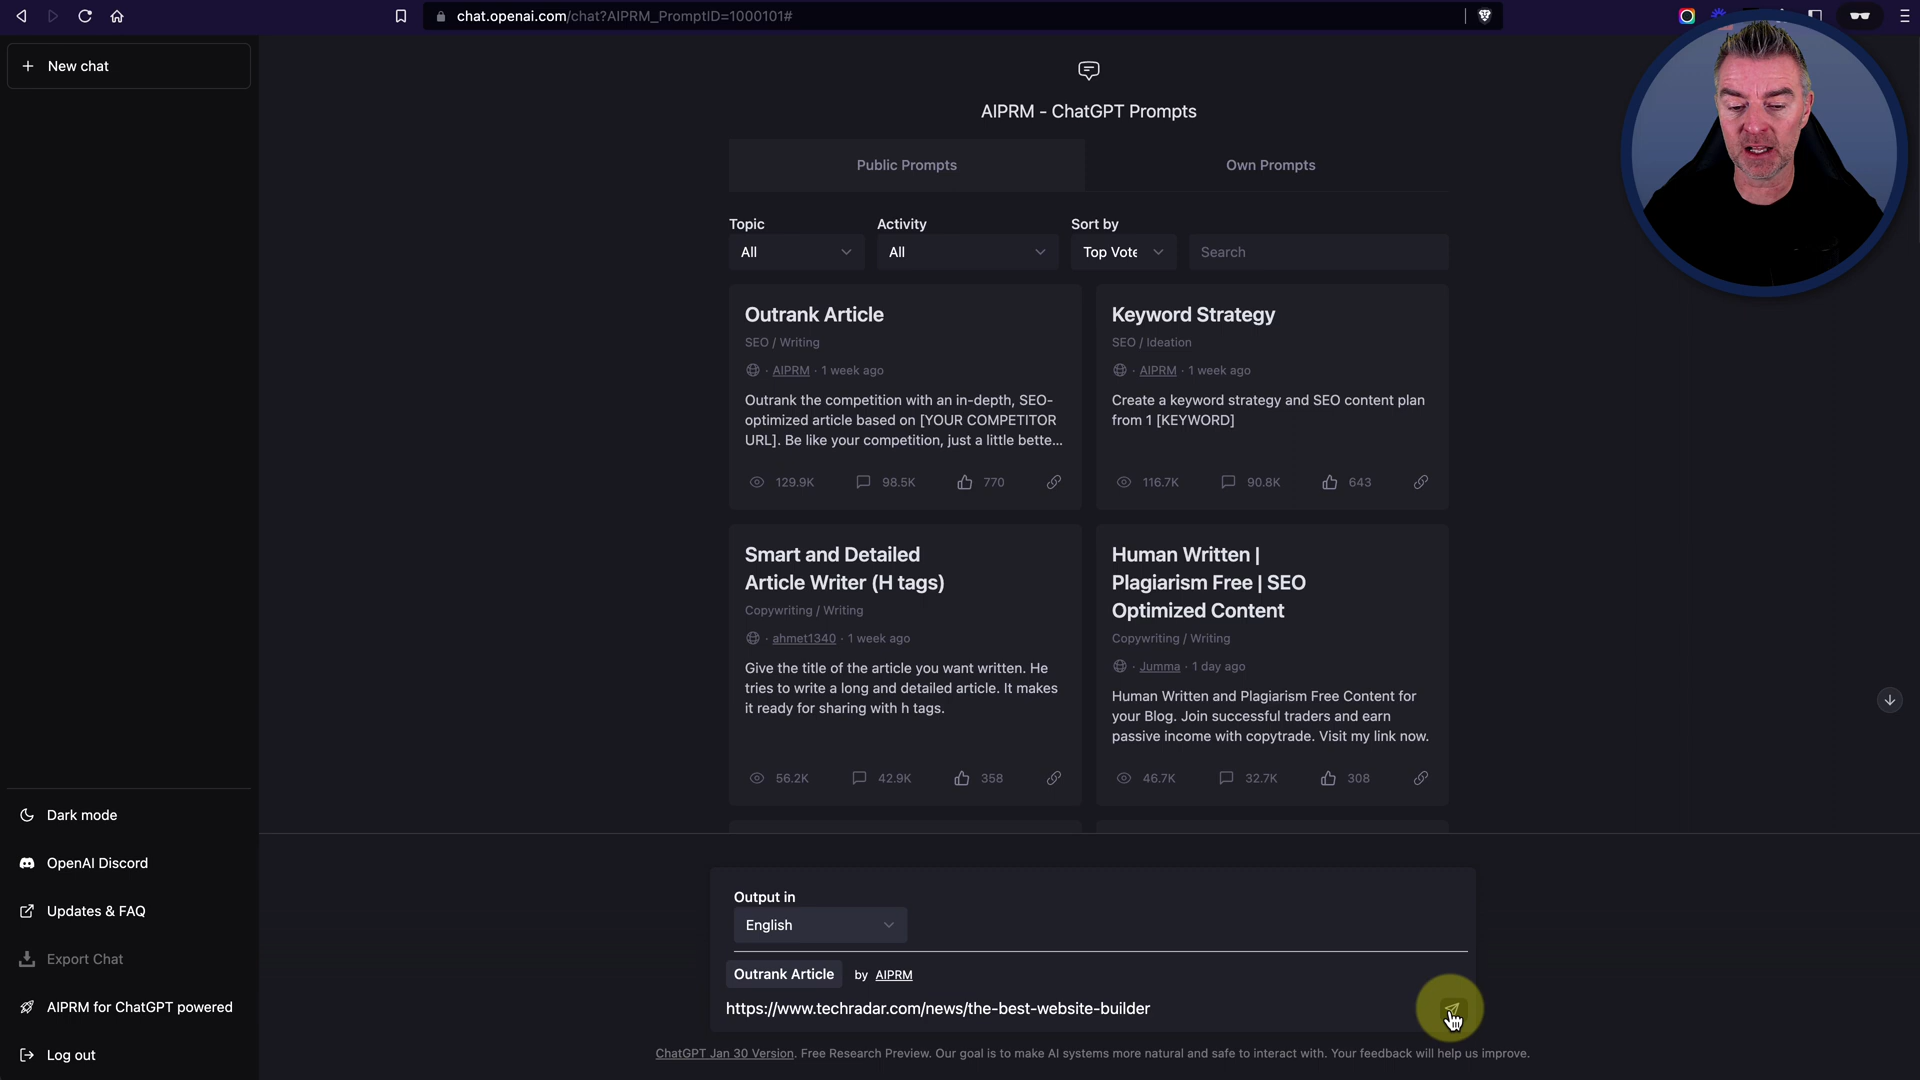 chat.openai.com/chat?AIPRM_PromptID=1000101#
New chat
AIPRM - ChatGPT Prompts
Public Prompts
Own Prompts
Topic
Activity
Sort by
All
All
Top Vote
Search
Outrank Article
SEO / Writing
· AIPRM · 1 week ago
Outrank the competition with an in-depth, SEO-
optimized article based on [YOUR COMPETITOR
URL]. Be like your competition, just a little bette...
129.9K
98.5K
770
Keyword Strategy
SEO / Ideation
· AIPRM · 1 week ago
Create a keyword strategy and SEO content plan
from 1 [KEYWORD]
116.7K
90.8K
643
Smart and Detailed
Article Writer (H tags)
Copywriting / Writing
· ahmet1340 · 1 week ago
Give the title of the article you want written. He
tries to write a long and detailed article. It makes
it ready for sharing with h tags.
56.2K
42.9K
358
Human Written |
Plagiarism Free | SEO
Optimized Content
Copywriting / Writing
· Jumma · 1 day ago
Human Written and Plagiarism Free Content for
your Blog. Join successful traders and earn
passive income with copytrade. Visit my link now.
46.7K
32.7K
308
Dark mode
OpenAI Discord
Updates & FAQ
Export Chat
AIPRM for ChatGPT powered
Log out
Output in
English
Outrank Article by AIPRM
https://www.techradar.com/news/the-best-website-builder
ChatGPT Jan 30 Version. Free Research Preview. Our goal is to make AI systems more natural and safe to interact with. Your feedback will help us improve.